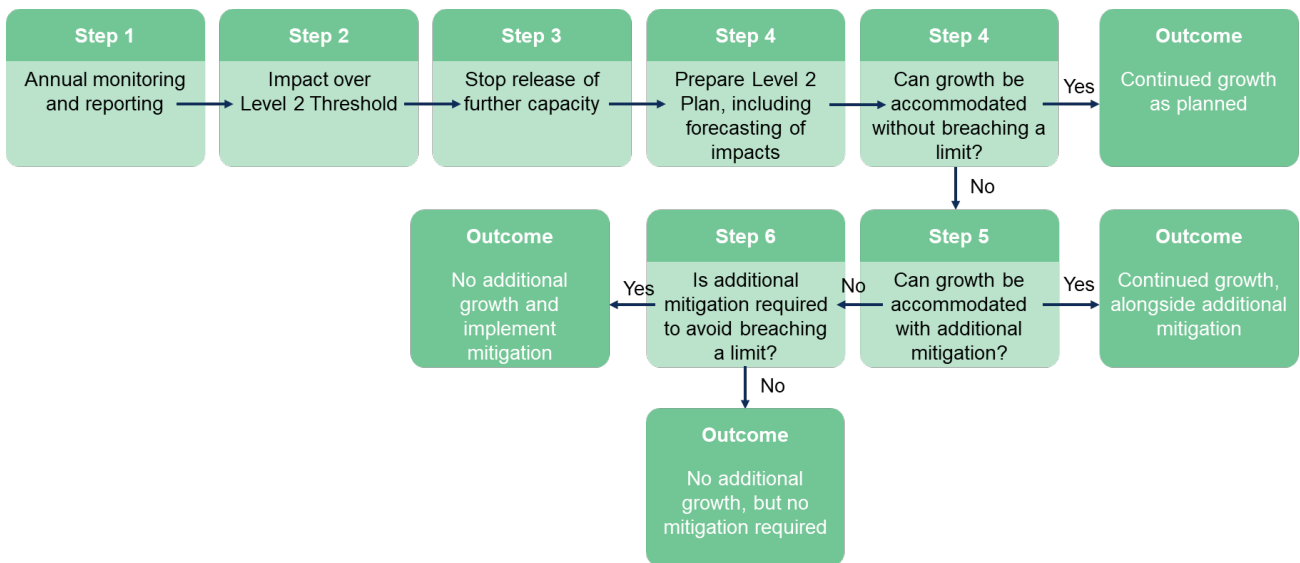 Step 1
Annual monitoring
and reporting
Step 2
Impact over
Level 2 Threshold
Step 3
Stop release of
further capacity
Step 4
Prepare Level 2
Plan, including
forecasting of
impacts
Step 4
Can growth be
accommodated
without breaching a
limit?
Yes
Outcome
Continued growth
as planned
No
Outcome
No additional
growth and
implement
mitigation
Yes
Step 6
Is additional
mitigation required
to avoid breaching
a limit?
No
Step 5
Can growth be
accommodated
with additional
mitigation?
Yes
Outcome
Continued growth,
alongside additional
mitigation
No
Outcome
No additional
growth, but no
mitigation required